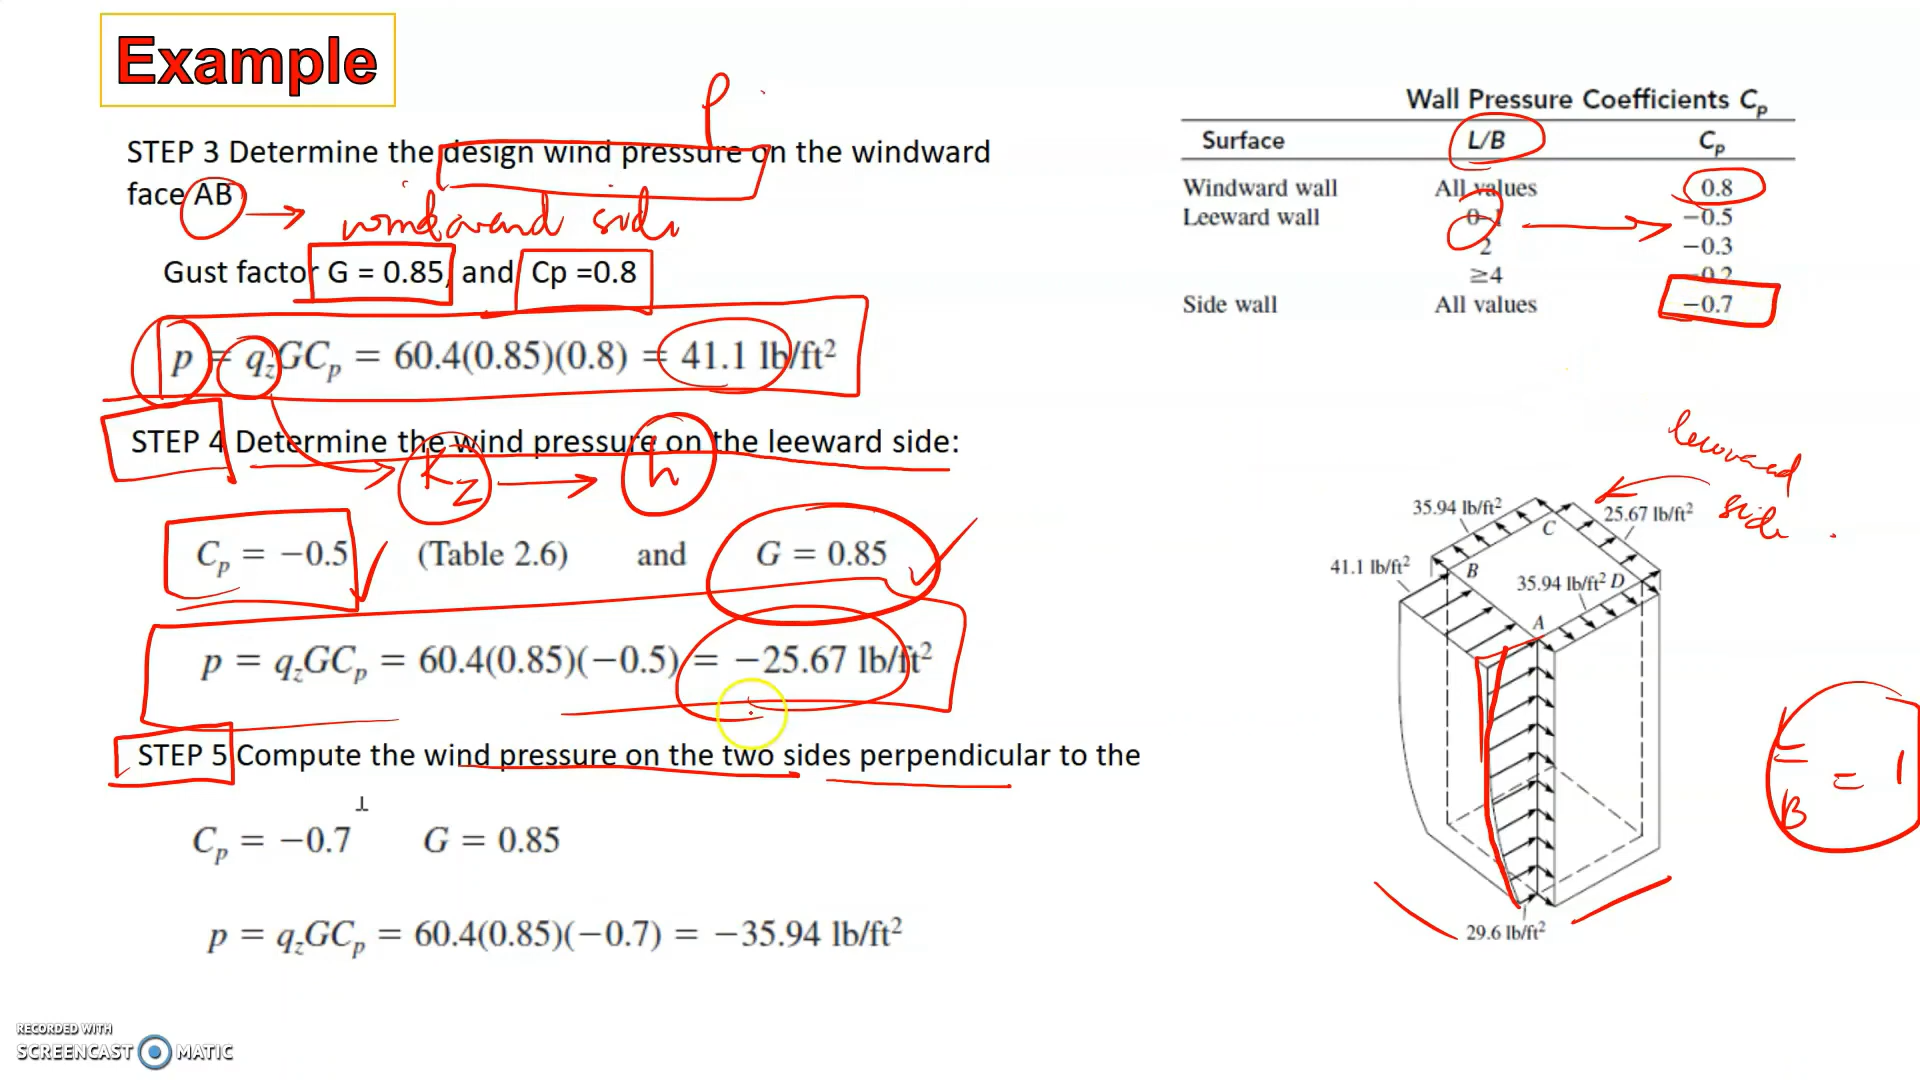 Example
P
STEP 3 Determine the design wind pressure on the windward
face AB → windward side
Gust factor G = 0.85, and Cp =0.8
p = q_zGC_p = 60.4(0.85)(0.8) = 41.1 lb/ft²
STEP 4 Determine the wind pressure on the leeward side:
K_z → h
C_p = −0.5 (Table 2.6) and G = 0.85
p = q_zGC_p = 60.4(0.85)(−0.5) = −25.67 lb/ft²
STEP 5 Compute the wind pressure on the two sides perpendicular to the
C_p = −0.7 G = 0.85
p = q_zGC_p = 60.4(0.85)(−0.7) = −35.94 lb/ft²
Wall Pressure Coefficients C_p
Surface L/B C_p
Windward wall All values 0.8
Leeward wall 0–1 −0.5
2 −0.3
≥4 −0.2
Side wall All values −0.7
leeward
side
35.94 lb/ft² C 25.67 lb/ft²
41.1 lb/ft² B 35.94 lb/ft² D
A
L/B = 1
29.6 lb/ft²
RECORDED WITH
SCREENCAST MATIC